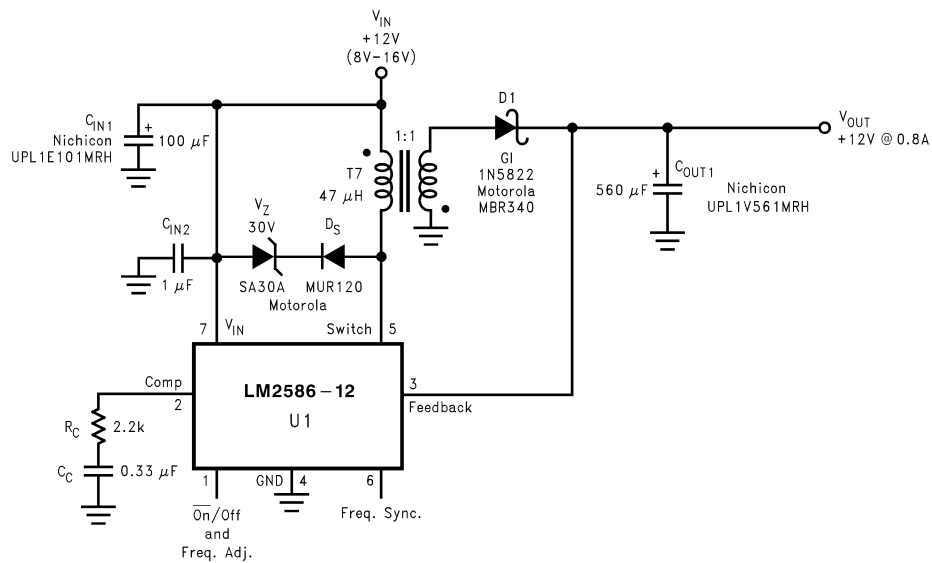 V_IN
+12V
(8V-16V)
C_IN1
Nichicon
UPL1E101MRH
+
100 μF
D1
GI
1N5822
Motorola
MBR340
1:1
T7
47 μH
V_OUT
+12V @ 0.8A
+
C_OUT1
560 μF
Nichicon
UPL1V561MRH
V_Z
30V
D_S
C_IN2
1 μF
SA30A
MUR120
Motorola
7
V_IN
Switch
5
Comp
2
LM2586-12
U1
3
Feedback
R_C
2.2k
C_C
0.33 μF
1
GND
4
6
On/Off
and
Freq. Adj.
Freq. Sync.